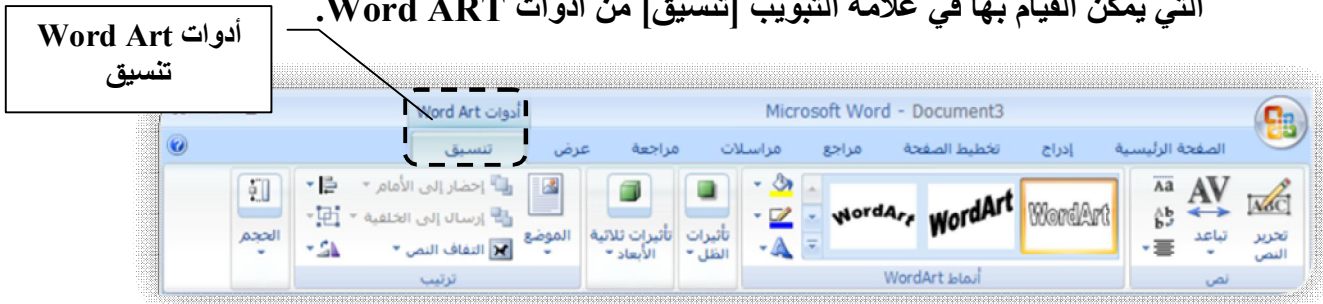 التي يمكن القيام بها في علامة التبويب [تنسيق] من أدوات Word ART.
أدوات Word Art
تنسيق
Microsoft Word - Document3
أدوات Word Art
الصفحة الرئيسية
إدراج
تخطيط الصفحة
مراجع
مراسلات
مراجعة
عرض
تنسيق
ABC
تحرير
النص
AV
تباعد
Aa
نص
WordArt
WordArt
WordArt
أنماط WordArt
تأثيرات
الظل
تأثيرات ثلاثية
الأبعاد
الموضع
إحضار إلى الأمام
إرسال إلى الخلفية
التفاف النص
ترتيب
الحجم